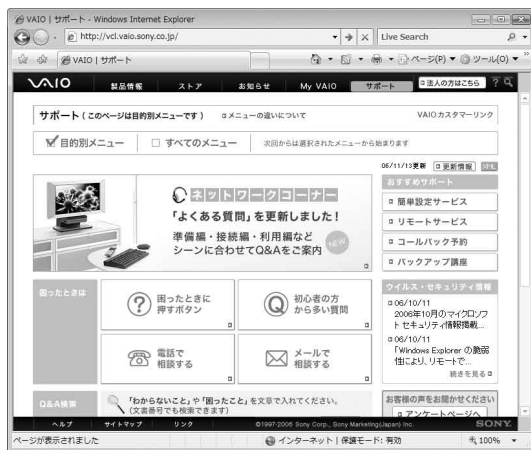 VAIO | サポート - Windows Internet Explorer
http://vcl.vaio.sony.co.jp/
Live Search
VAIO | サポート
ページ(P)
ツール(O)
VAIO
製品情報 ストア お知らせ My VAIO サポート 法人の方はこちら
サポート ( このページは目的別メニューです ) メニューの違いについて VAIOカスタマーリンク
目的別メニュー すべてのメニュー 次回からは選択されたメニューから始まります
06/11/13更新 更新情報 XML
ネットワークコーナー
「よくある質問」を更新しました!
準備編・接続編・利用編など
シーンに合わせてQ&Aをご案内
NEW
おすすめサポート
簡単設定サービス
リモートサービス
コールバック予約
バックアップ講座
困ったときは
困ったときに
押すボタン
初心者の方
から多い質問
電話で
相談する
メールで
相談する
ウイルス・セキュリティ情報
06/10/11
2006年10月のマイクロソフ
トセキュリティ情報掲載...
06/10/11
「Windows Explorer の脆弱
性により、リモートで...
続きを見る
Q&A検索
「わからないこと」や「困ったこと」を文章で入れてください。
(文書番号でも検索できます)
お客様の声をお聞かせください
アンケートページへ
ヘルプ サイトマップ リンク ©1997-2006 Sony Corp., Sony Marketing(Japan) Inc. SONY
ページが表示されました
インターネット | 保護モード: 有効
100%